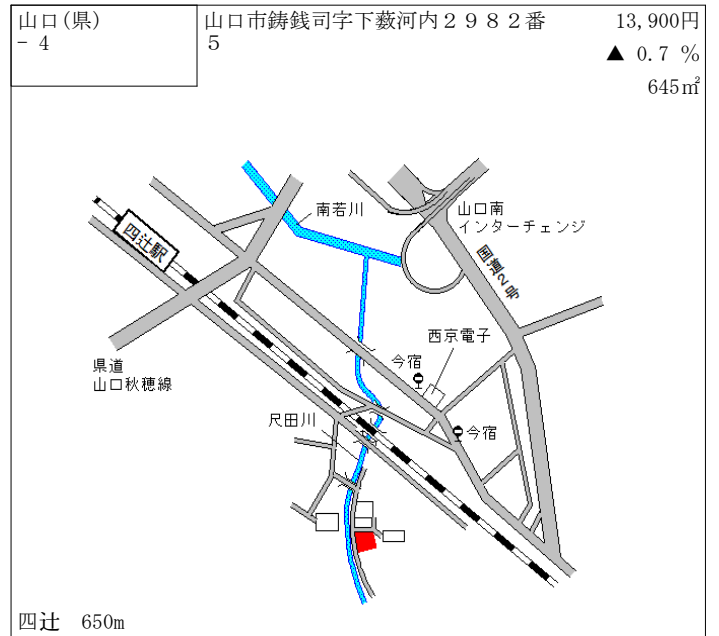 山口(県)
- 4
山口市鋳銭司字下藪河内２９８２番
5
13,900円
▲ 0.7 %
645㎡
南若川
山口南
インターチェンジ
四辻駅
国道2号
西京電子
今宿
県道
山口秋穂線
尺田川
今宿
四辻　650m